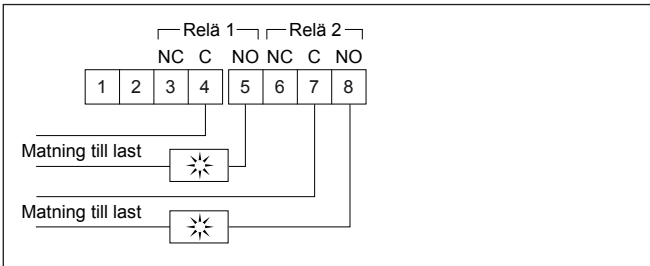 Relä 1 Relä 2
NC C NO NC C NO
1 2 3 4 5 6 7 8
Matning till last
Matning till last